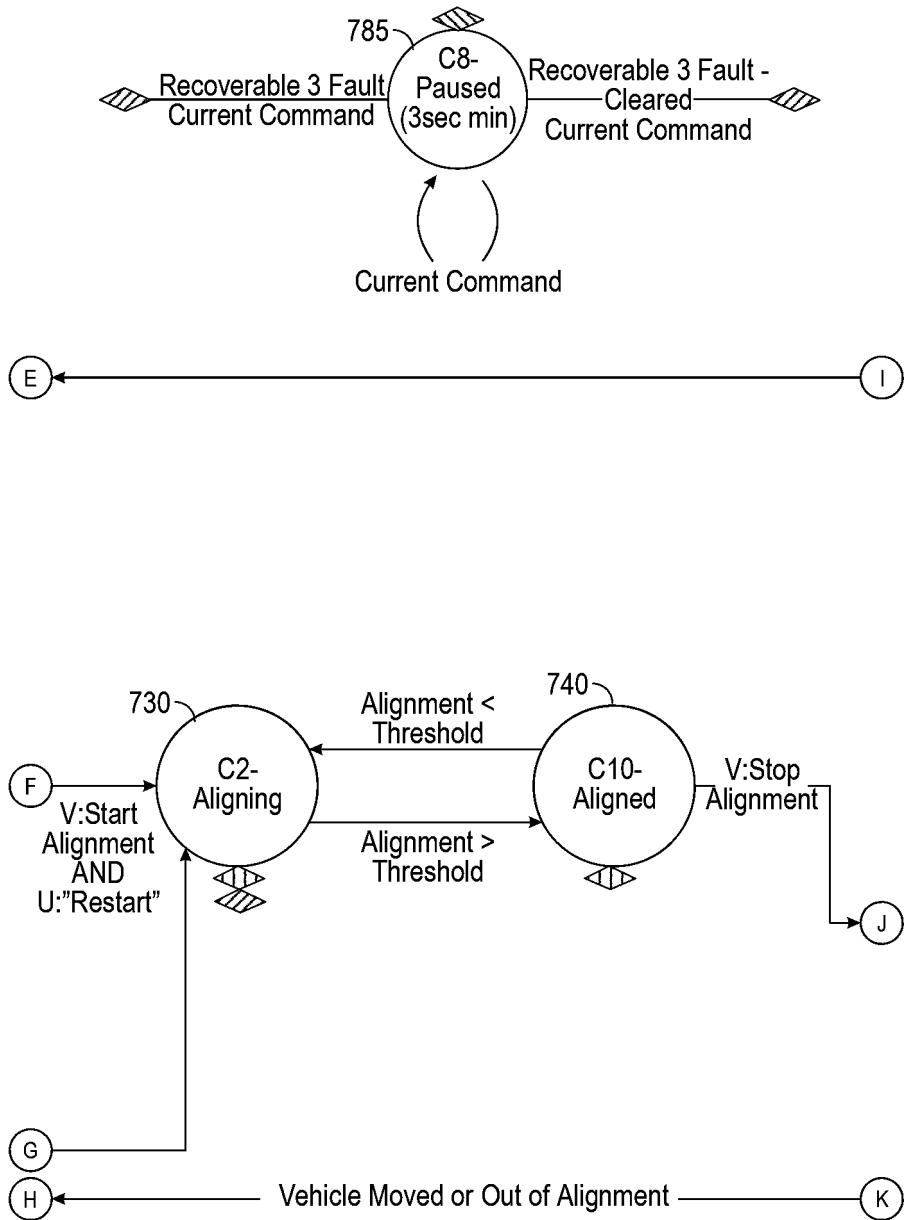 785
C8-
Paused
(3sec min)
Recoverable 3 Fault
Current Command
Recoverable 3 Fault -
Cleared
Current Command
Current Command
E
I
730
740
Alignment <
Threshold
C2-
Aligning
C10-
Aligned
F
V:Start
Alignment
AND
U:"Restart"
V:Stop
Alignment
Alignment >
Threshold
J
G
H
Vehicle Moved or Out of Alignment
K